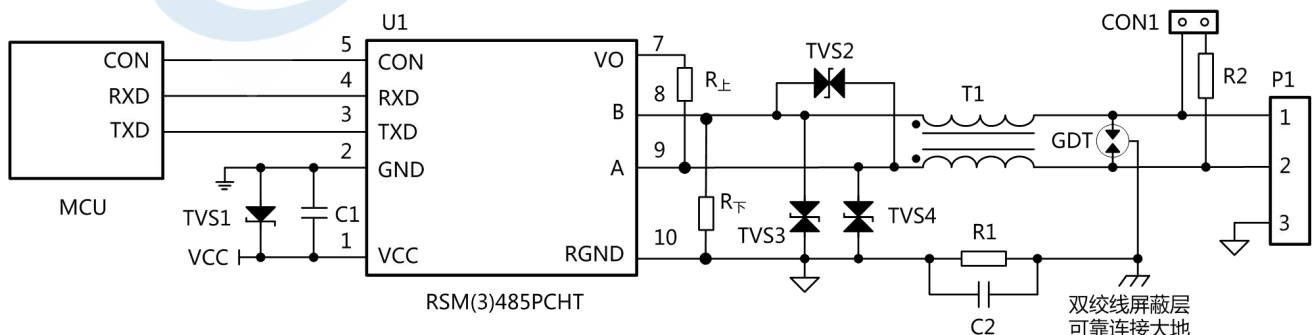 CON1
U1
MCU
CON
RXD
TXD
5
4
3
2
1
CON
RXD
TXD
GND
VCC
VO
B
A
RGND
7
8
9
10
RSM(3)485PCHT
TVS1
C1
VCC
R上
R下
TVS2
TVS3
TVS4
T1
GDT
R2
P1
1
2
3
R1
C2
双绞线屏蔽层
可靠连接大地